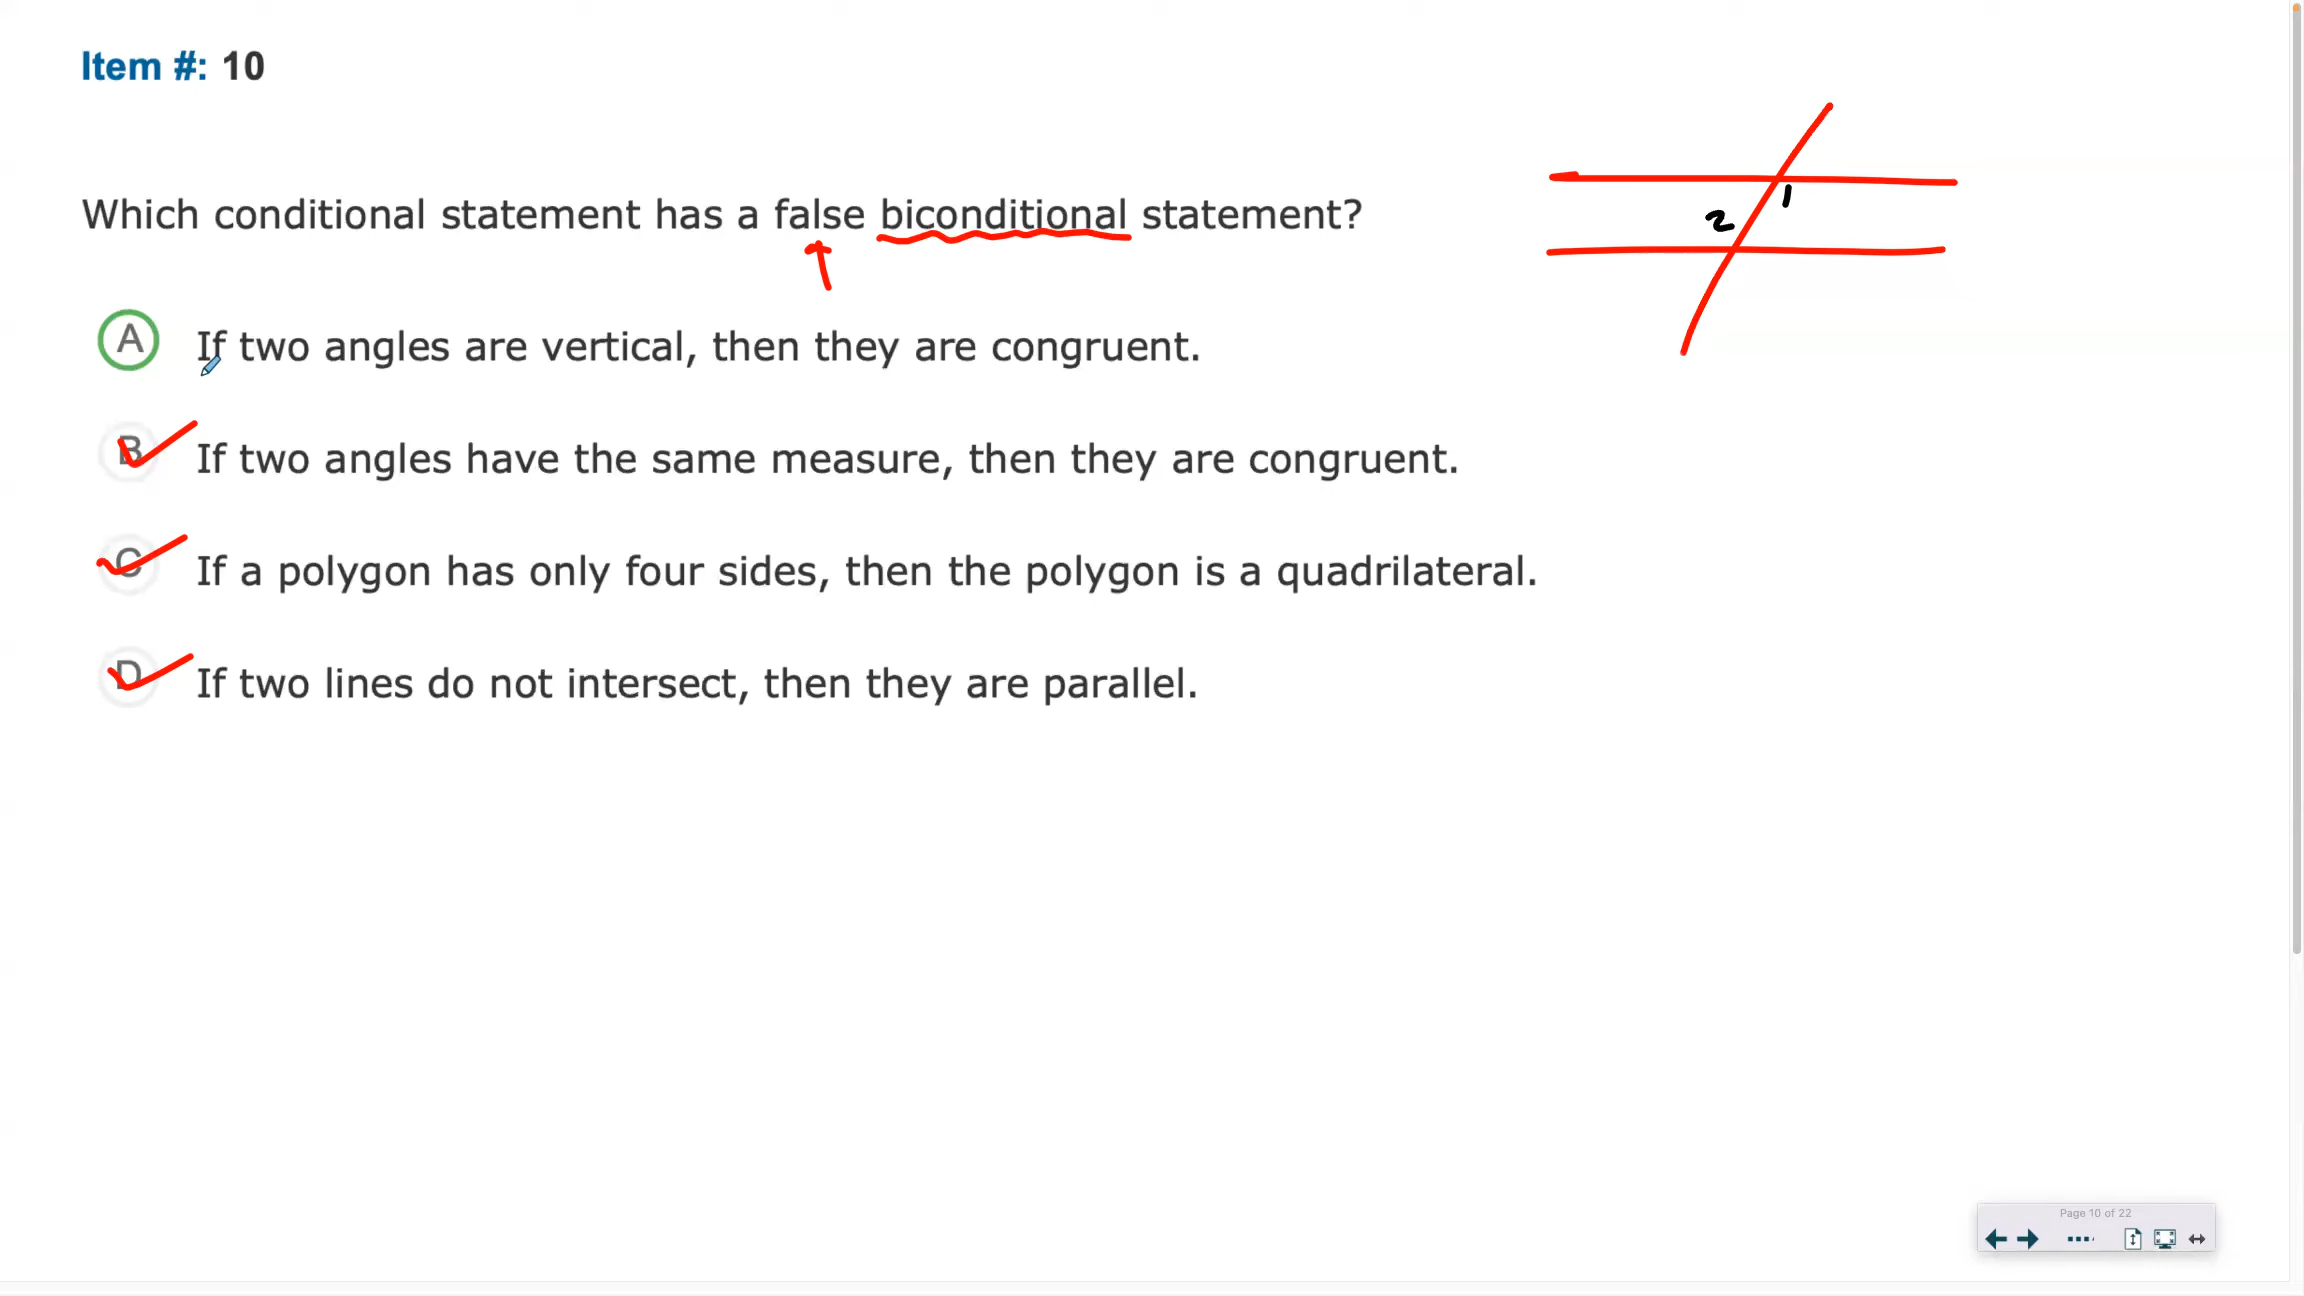 Item #: 10
Which conditional statement has a false biconditional statement?
1
2
A If two angles are vertical, then they are congruent.
B If two angles have the same measure, then they are congruent.
C If a polygon has only four sides, then the polygon is a quadrilateral.
D If two lines do not intersect, then they are parallel.
Page 10 of 22